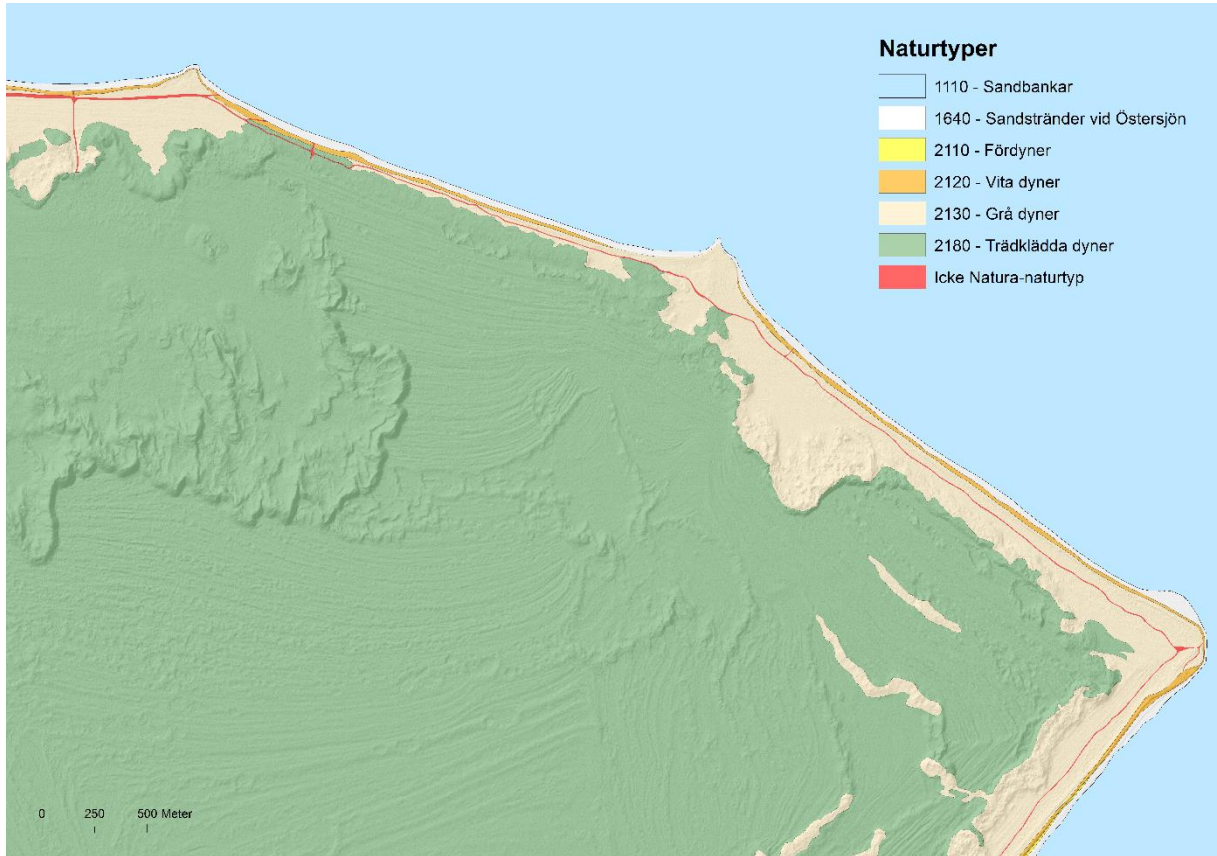 Naturtyper
1110 - Sandbankar
1640 - Sandstränder vid Östersjön
2110 - Fördyner
2120 - Vita dyner
2130 - Grå dyner
2180 - Trädklädda dyner
Icke Natura-naturtyp
0 250 500 Meter